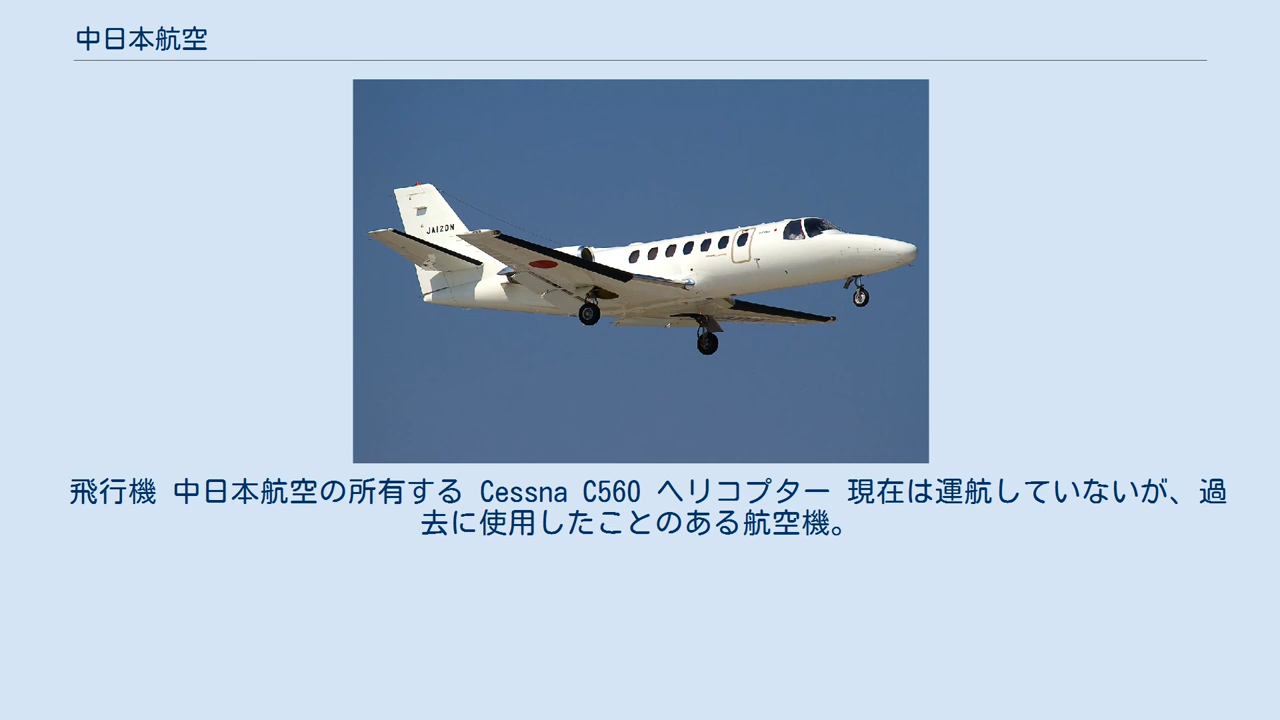 中日本航空
JA120N
飛行機 中日本航空の所有する Cessna C560 ヘリコプター 現在は運航していないが、過
去に使用したことのある航空機。